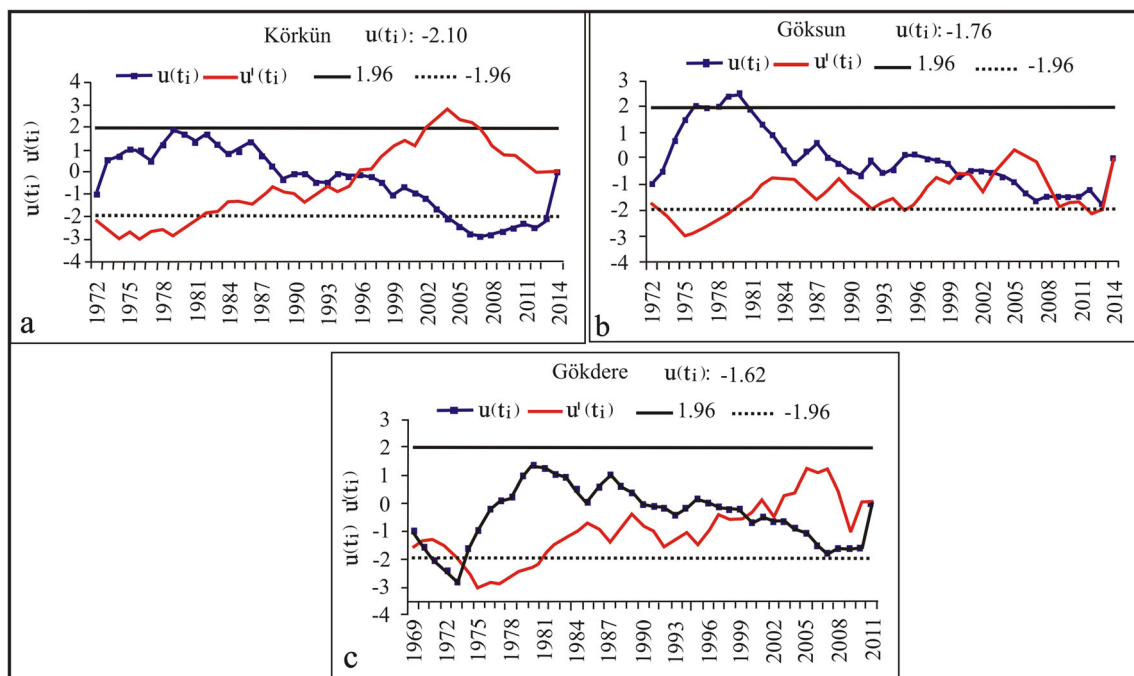 Körkün u(ti): -2.10
u(ti) u'(ti) 1.96 -1.96
4
3
2
1
0
-1
-2
-3
-4
u(ti) u'(ti)
1972 1975 1978 1981 1984 1987 1990 1993 1996 1999 2002 2005 2008 2011 2014
a
Göksun u(ti): -1.76
u(ti) u'(ti) 1.96 -1.96
3
2
1
0
-1
-2
-3
-4
1972 1975 1978 1981 1984 1987 1990 1993 1996 1999 2002 2005 2008 2011 2014
b
Gökdere u(ti): -1.62
u(ti) u'(ti) 1.96 -1.96
3
2
1
0
-1
-2
-3
-4
u(ti) u'(ti)
1969 1972 1975 1978 1981 1984 1987 1990 1993 1996 1999 2002 2005 2008 2011
c